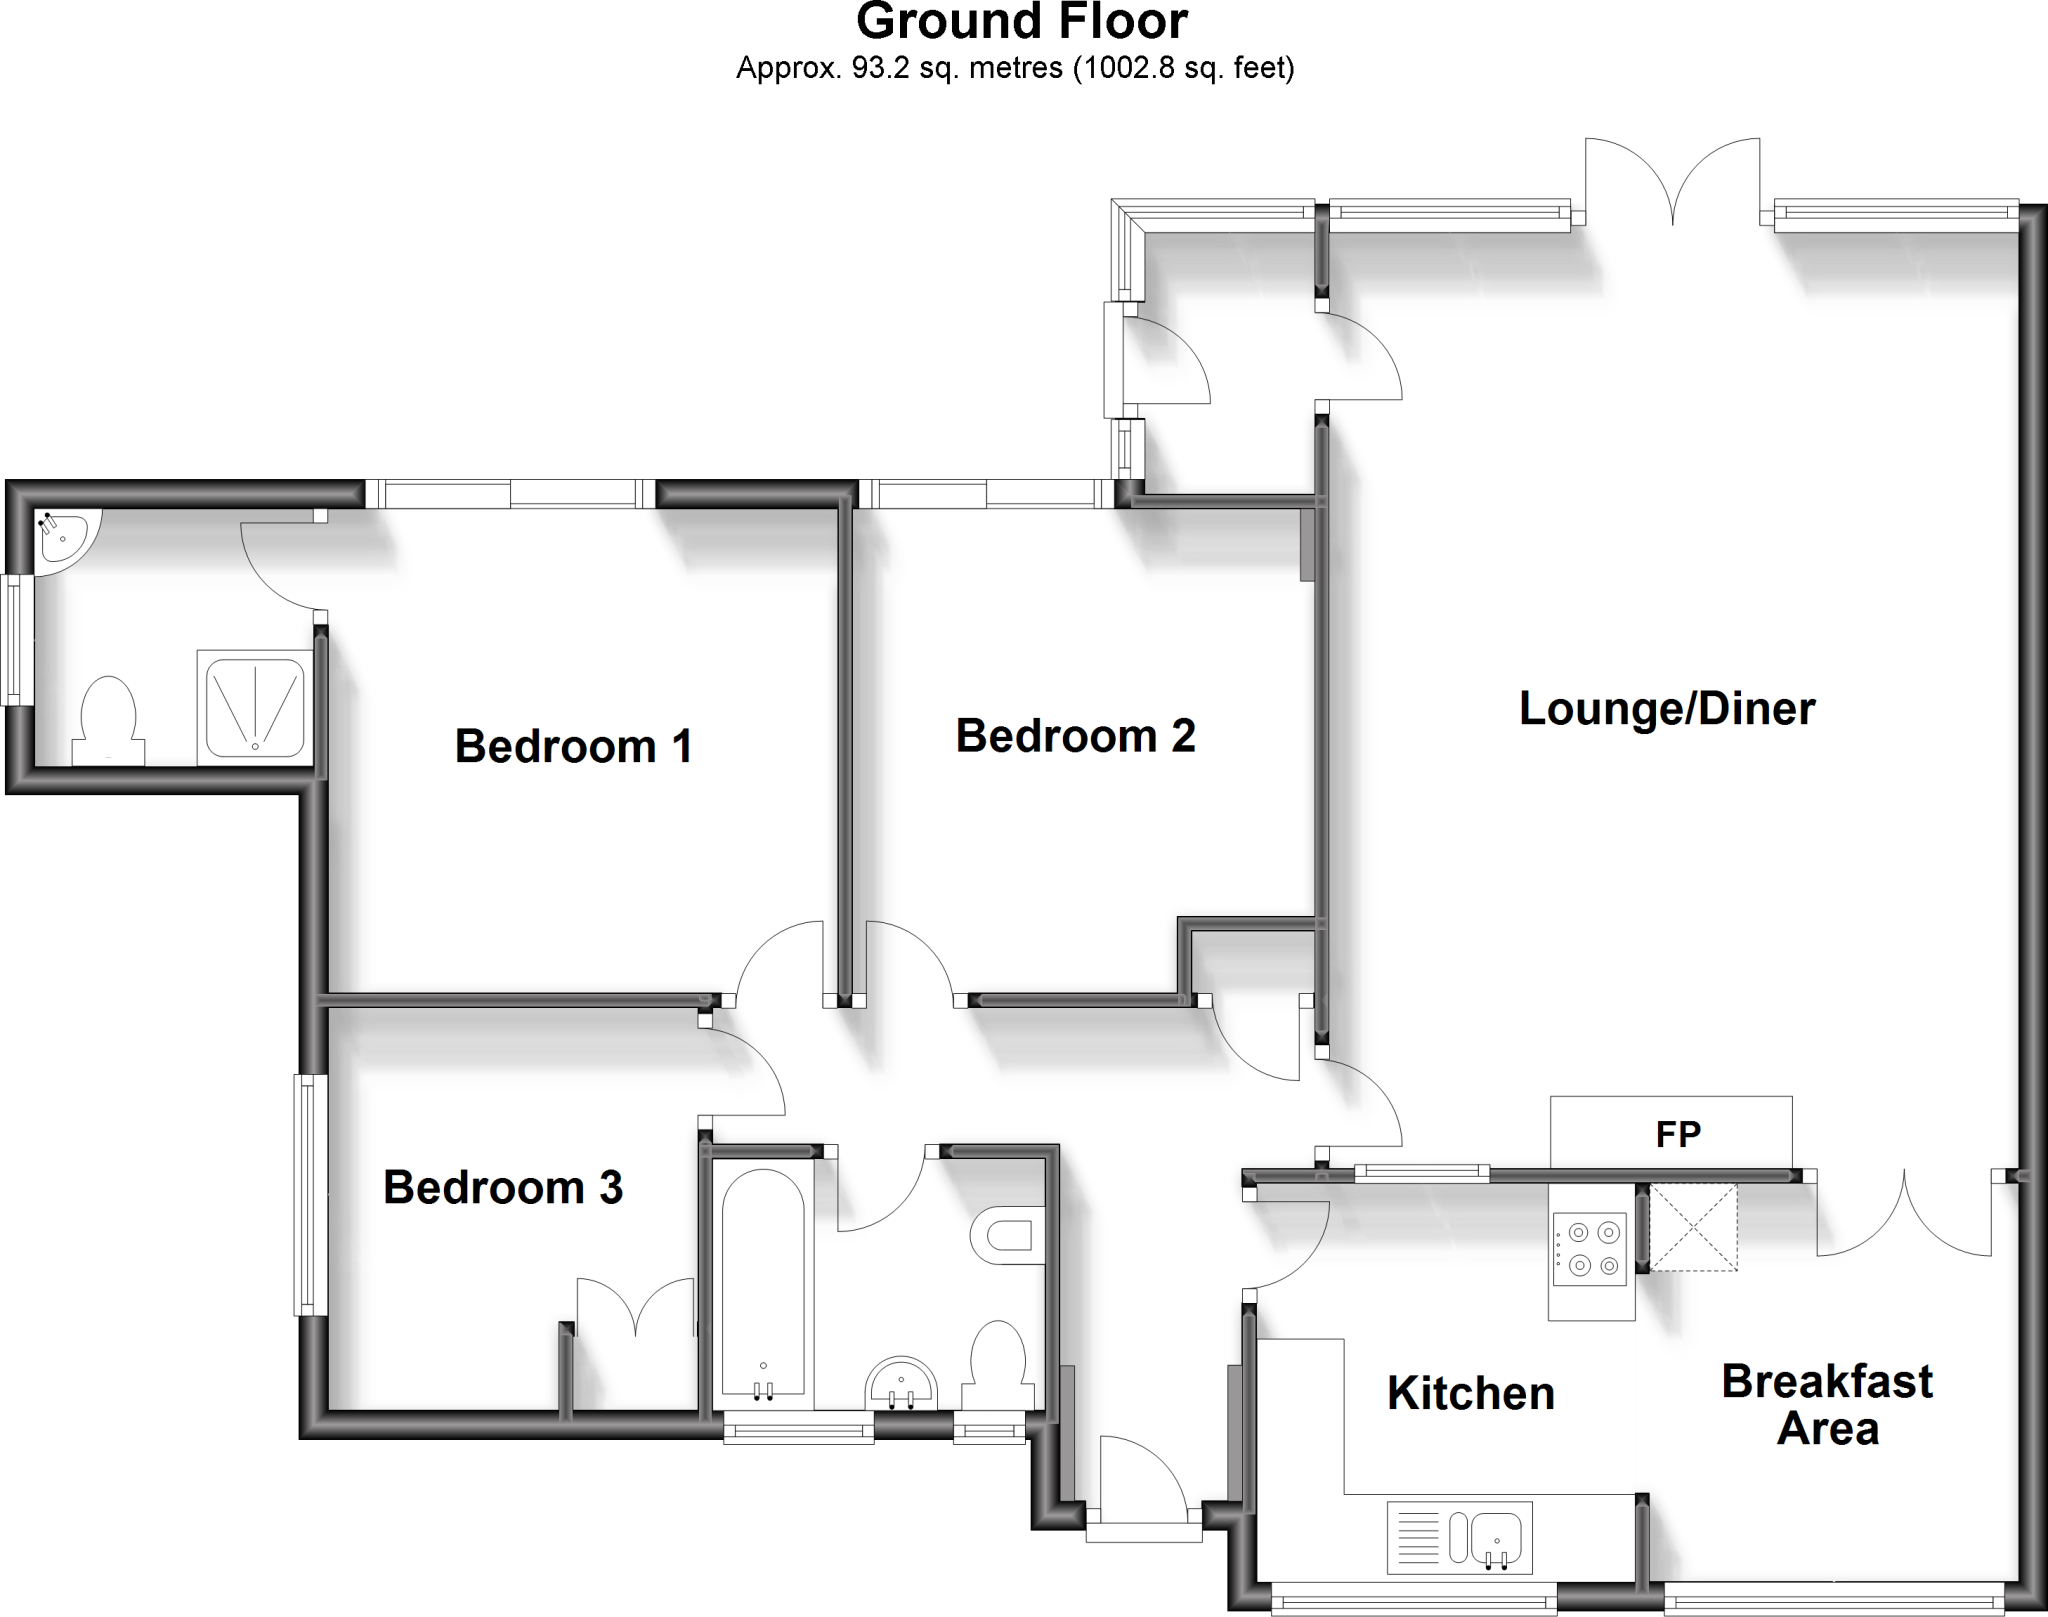 Ground Floor
Approx. 93.2 sq. metres (1002.8 sq. feet)
Lounge/Diner
Bedroom 1
Bedroom 2
FP
Bedroom 3
Kitchen
Breakfast
Area